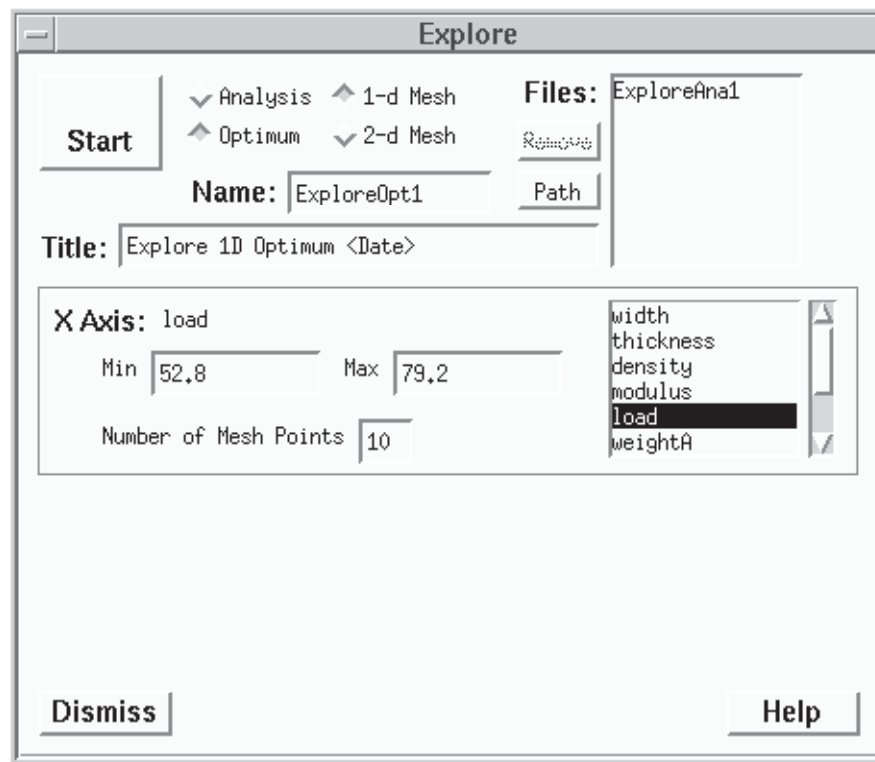 Explore
Start
Analysis 1-d Mesh
Optimum 2-d Mesh
Files:
ExploreAna1
Remove
Name: ExploreOpt1
Path
Title: Explore 1D Optimum <Date>
X Axis: load
Min 52.8 Max 79.2
Number of Mesh Points 10
width
thickness
density
modulus
load
weightA
Dismiss
Help